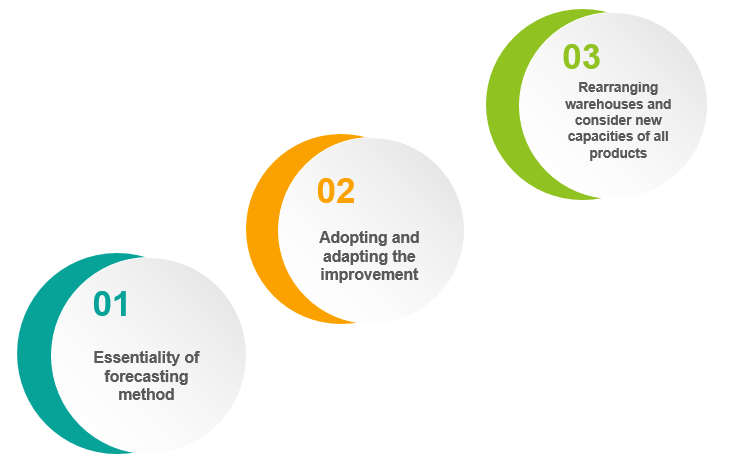 01
Essentiality of
forecasting
method
02
Adopting and
adapting the
improvement
03
Rearranging
warehouses and
consider new
capacities of all
products